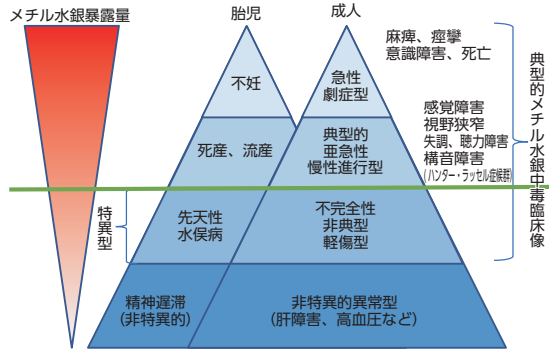 メチル水銀暴露量
胎児
成人
麻痺、痙攣
意識障害、死亡
不妊
急性
劇症型
感覚障害
視野狭窄
失調、聴力障害
構音障害
(ハンター・ラッセル症候群)
典型的メチル水銀中毒臨床像
死産、流産
典型的
亜急性
慢性進行型
特異型
先天性
水俣病
不完全性
非典型
軽傷型
精神遅滞
(非特異的)
非特異的異常型
(肝障害、高血圧など)